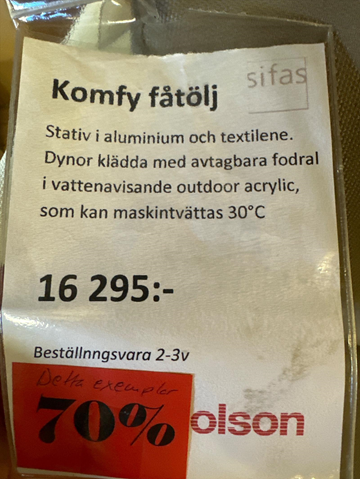 sifas
Komfy fåtölj
Stativ i aluminium och textilene.
Dynor klädda med avtagbara fodral
i vattenavisande outdoor acrylic,
som kan maskintvättas 30°C
16 295:-
Beställnngsvara 2-3v
Detta exemplar
70%
olson